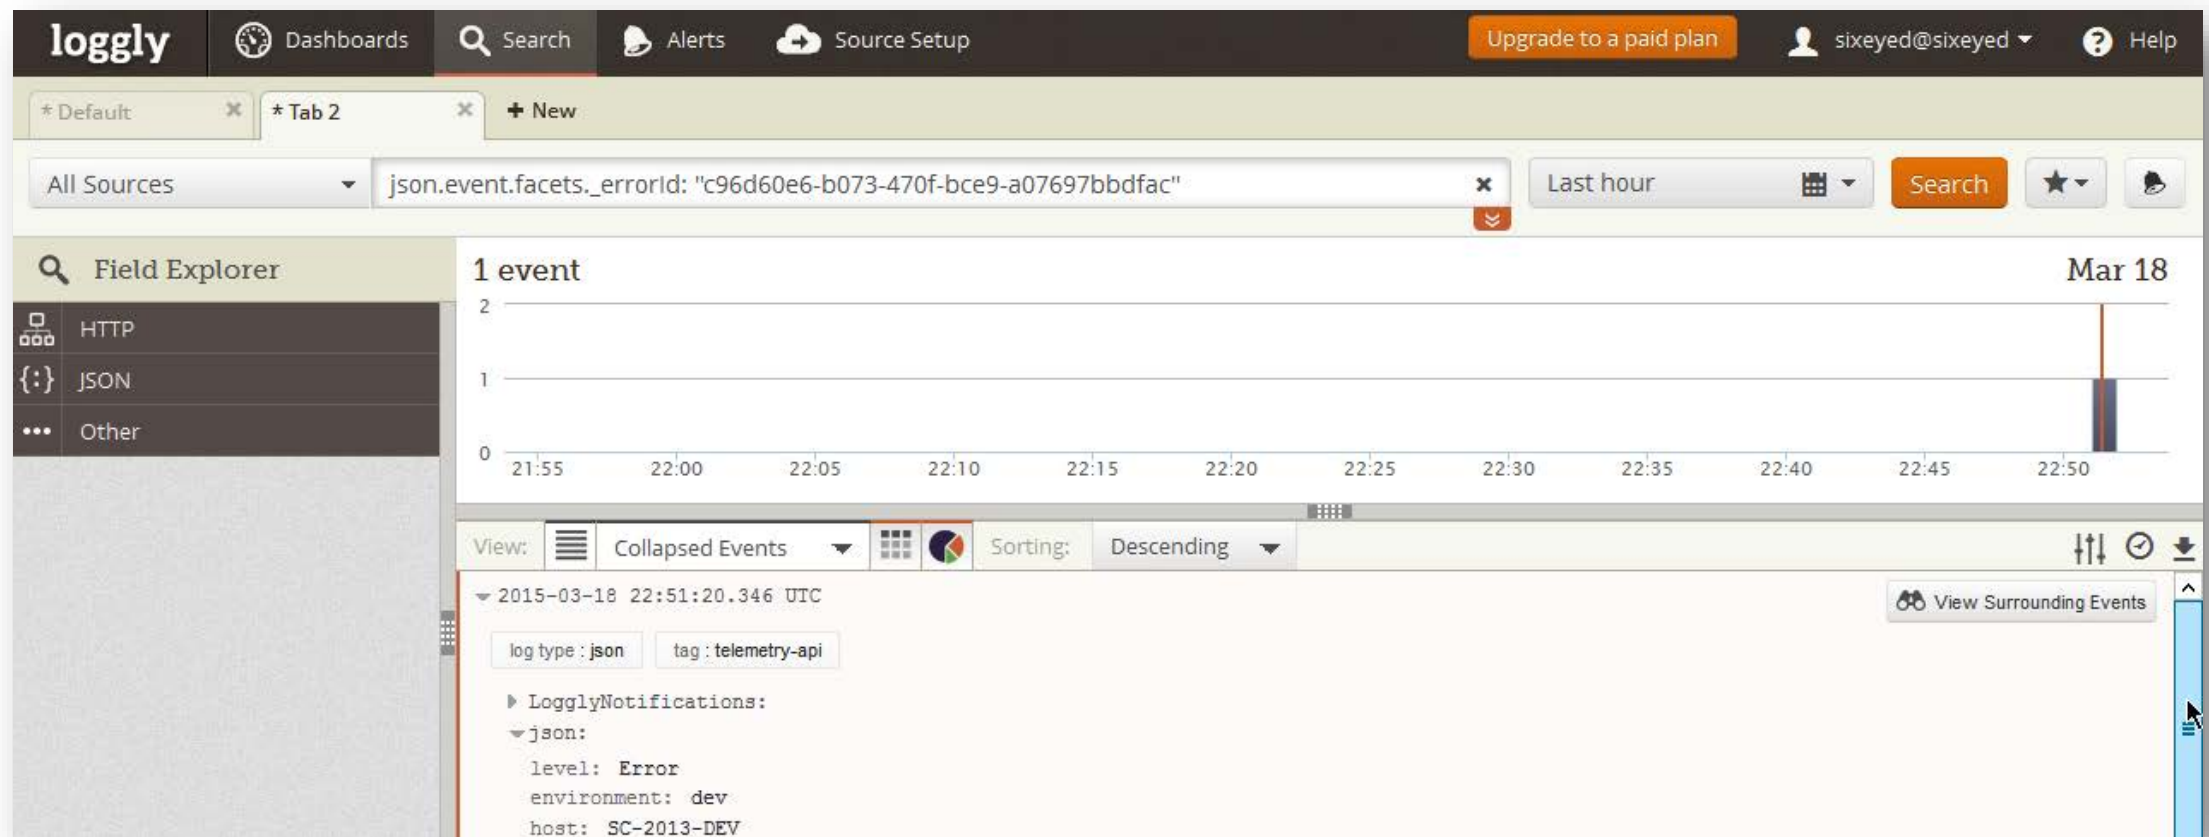 loggly Dashboards Search Alerts Source Setup Upgrade to a paid plan sixeyed@sixeyed Help
* Default * Tab 2 + New
All Sources json.event.facets._errorId: "c96d60e6-b073-470f-bce9-a07697bbdfac" Last hour Search
Field Explorer
HTTP
{:} JSON
Other
1 event Mar 18
2
1
0
21:55 22:00 22:05 22:10 22:15 22:20 22:25 22:30 22:35 22:40 22:45 22:50
View: Collapsed Events Sorting: Descending
2015-03-18 22:51:20.346 UTC View Surrounding Events
log type : json tag : telemetry-api
LogglyNotifications:
json:
level: Error
environment: dev
host: SC-2013-DEV